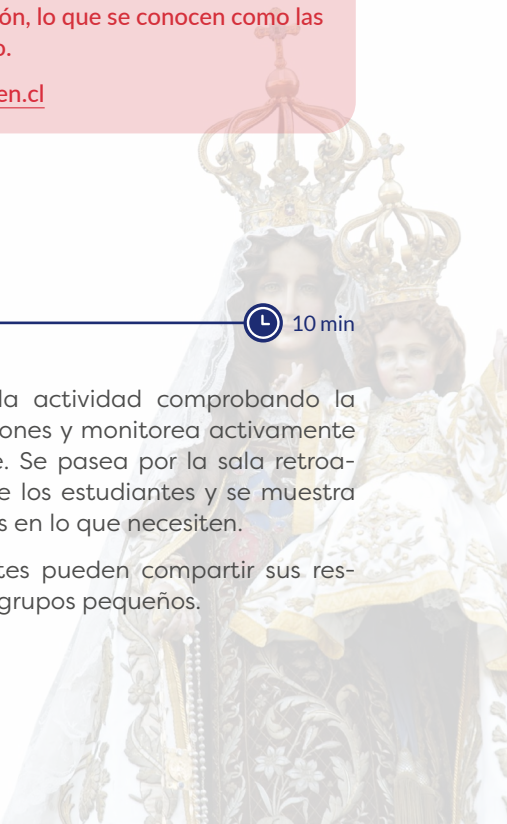 ón, lo que se conocen como las
o.
en.cl
10 min
la actividad comprobando la
iones y monitorea activamente
e. Se pasea por la sala retroa-
e los estudiantes y se muestra
s en lo que necesiten.
tes pueden compartir sus res-
grupos pequeños.